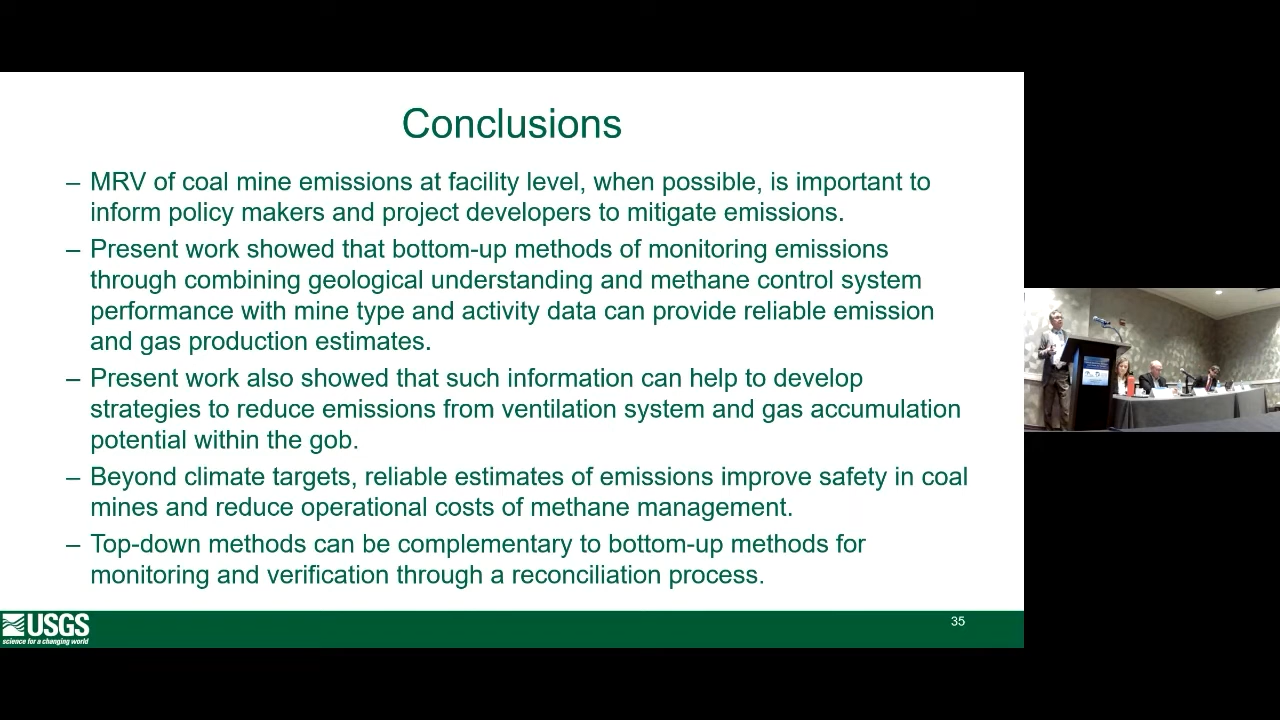 Conclusions
– MRV of coal mine emissions at facility level, when possible, is important to
inform policy makers and project developers to mitigate emissions.
– Present work showed that bottom-up methods of monitoring emissions
through combining geological understanding and methane control system
performance with mine type and activity data can provide reliable emission
and gas production estimates.
– Present work also showed that such information can help to develop
strategies to reduce emissions from ventilation system and gas accumulation
potential within the gob.
– Beyond climate targets, reliable estimates of emissions improve safety in coal
mines and reduce operational costs of methane management.
– Top-down methods can be complementary to bottom-up methods for
monitoring and verification through a reconciliation process.
USGS
science for a changing world
35